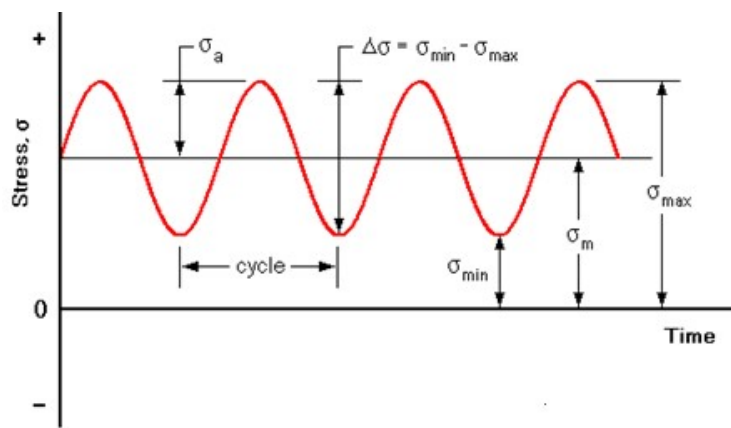 +
σa
Δσ = σmin - σmax
Stress, σ
σmax
σm
cycle
σmin
0
Time
–